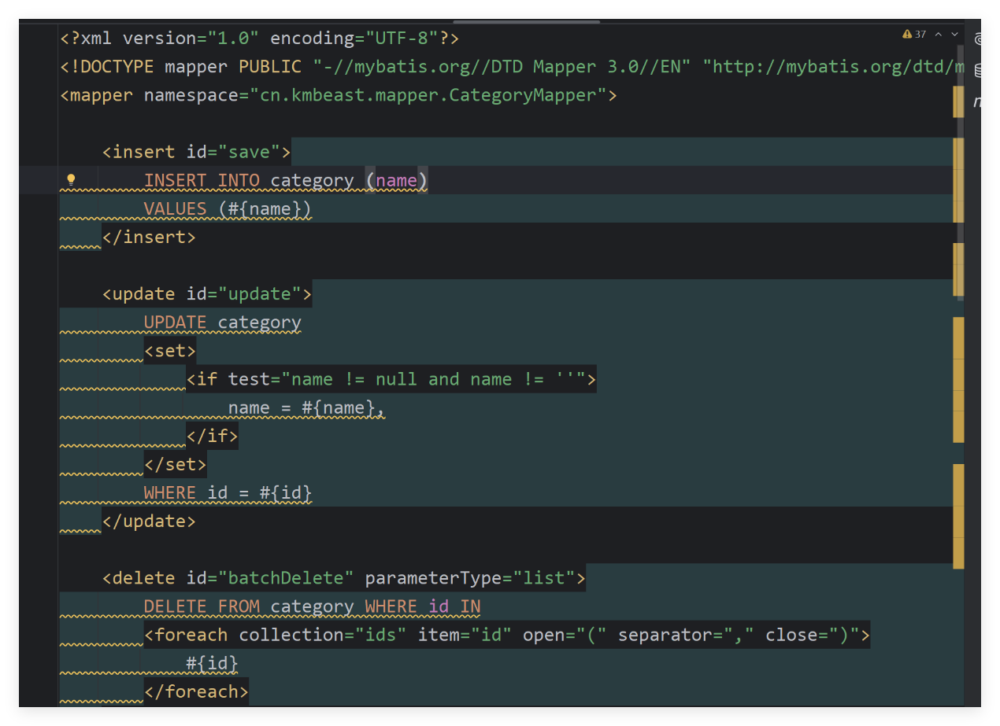 <?xml version="1.0" encoding="UTF-8"?>
37
<!DOCTYPE mapper PUBLIC "-//mybatis.org//DTD Mapper 3.0//EN" "http://mybatis.org/dtd/m
<mapper namespace="cn.kmbeast.mapper.CategoryMapper">
<insert id="save">
INSERT INTO category (name)
VALUES (#{name})
</insert>
<update id="update">
UPDATE category
<set>
<if test="name != null and name != ''">
name = #{name},
</if>
</set>
WHERE id = #{id}
</update>
<delete id="batchDelete" parameterType="list">
DELETE FROM category WHERE id IN
<foreach collection="ids" item="id" open="(" separator="," close=")">
#{id}
</foreach>